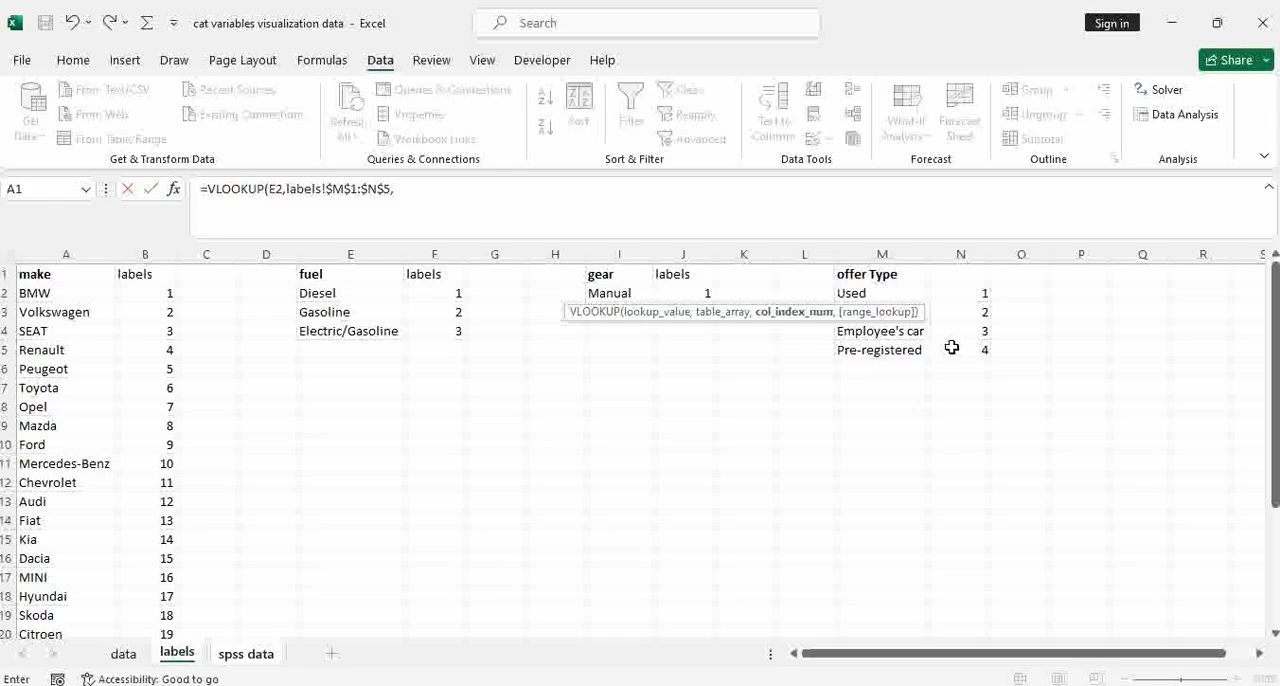 cat variables visualization data - Excel
Search
Sign in
File Home Insert Draw Page Layout Formulas Data Review View Developer Help
Share
Get Data
From Text/CSV
From Web
From Table/Range
Recent Sources
Existing Connections
Get & Transform Data
Refresh All
Queries & Connections
Properties
Workbook Links
Queries & Connections
Sort
Filter
Clear
Reapply
Advanced
Sort & Filter
Text to Columns
Data Tools
What-If Analysis
Forecast Sheet
Forecast
Group
Ungroup
Subtotal
Outline
Solver
Data Analysis
Analysis
A1
fx
=VLOOKUP(E2,labels!$M$1:$N$5,
A B C D E F G H I J K L M N O P Q R S
1 make labels fuel labels gear labels offer Type
2 BMW 1 Diesel 1 Manual 1 Used 1
3 Volkswagen 2 Gasoline 2 VLOOKUP(lookup_value, table_array, col_index_num, [range_lookup]) 2
4 SEAT 3 Electric/Gasoline 3 Employee's car 3
5 Renault 4 Pre-registered 4
6 Peugeot 5
7 Toyota 6
8 Opel 7
9 Mazda 8
10 Ford 9
11 Mercedes-Benz 10
12 Chevrolet 11
13 Audi 12
14 Fiat 13
15 Kia 14
16 Dacia 15
17 MINI 16
18 Hyundai 17
19 Skoda 18
20 Citroen 19
data labels spss data
Enter
Accessibility: Good to go